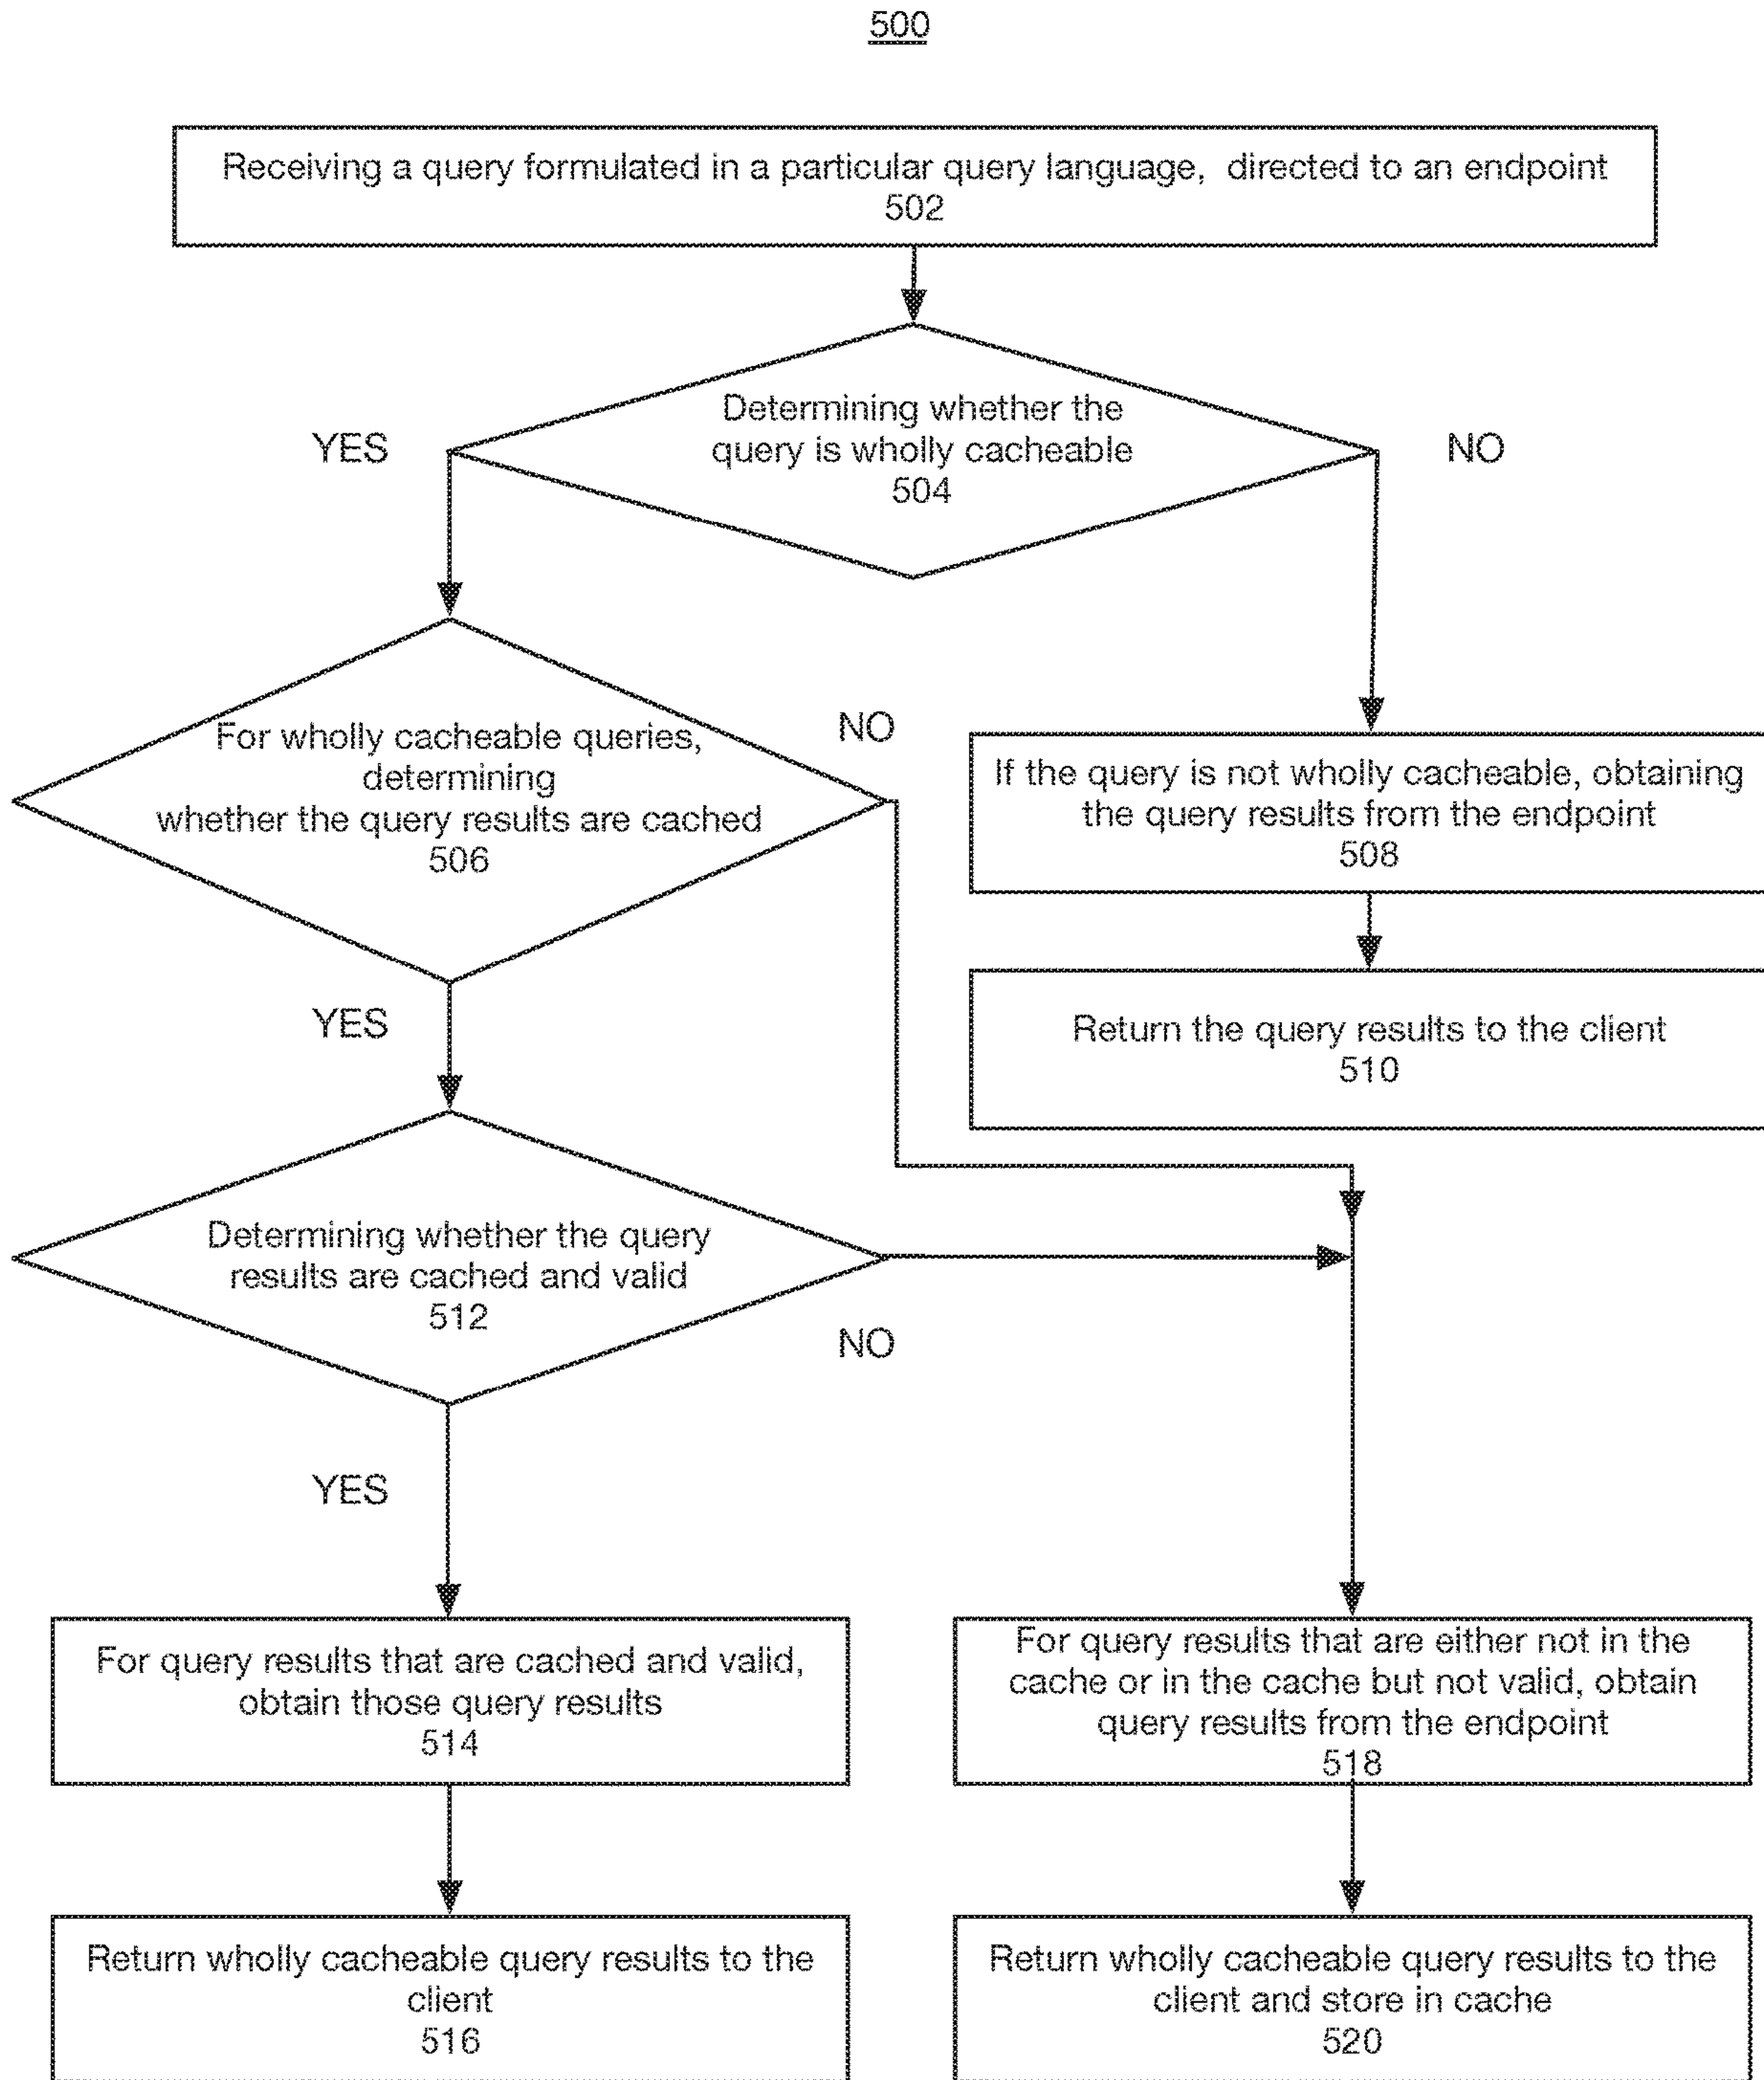 500
Receiving a query formulated in a particular query language, directed to an endpoint
502
Determining whether the
query is wholly cacheable
504
YES
NO
For wholly cacheable queries,
determining
whether the query results are cached
506
NO
If the query is not wholly cacheable, obtaining
the query results from the endpoint
508
YES
Return the query results to the client
510
Determining whether the query
results are cached and valid
512
NO
YES
For query results that are cached and valid,
obtain those query results
514
For query results that are either not in the
cache or in the cache but not valid, obtain
query results from the endpoint
518
Return wholly cacheable query results to the
client
516
Return wholly cacheable query results to the
client and store in cache
520